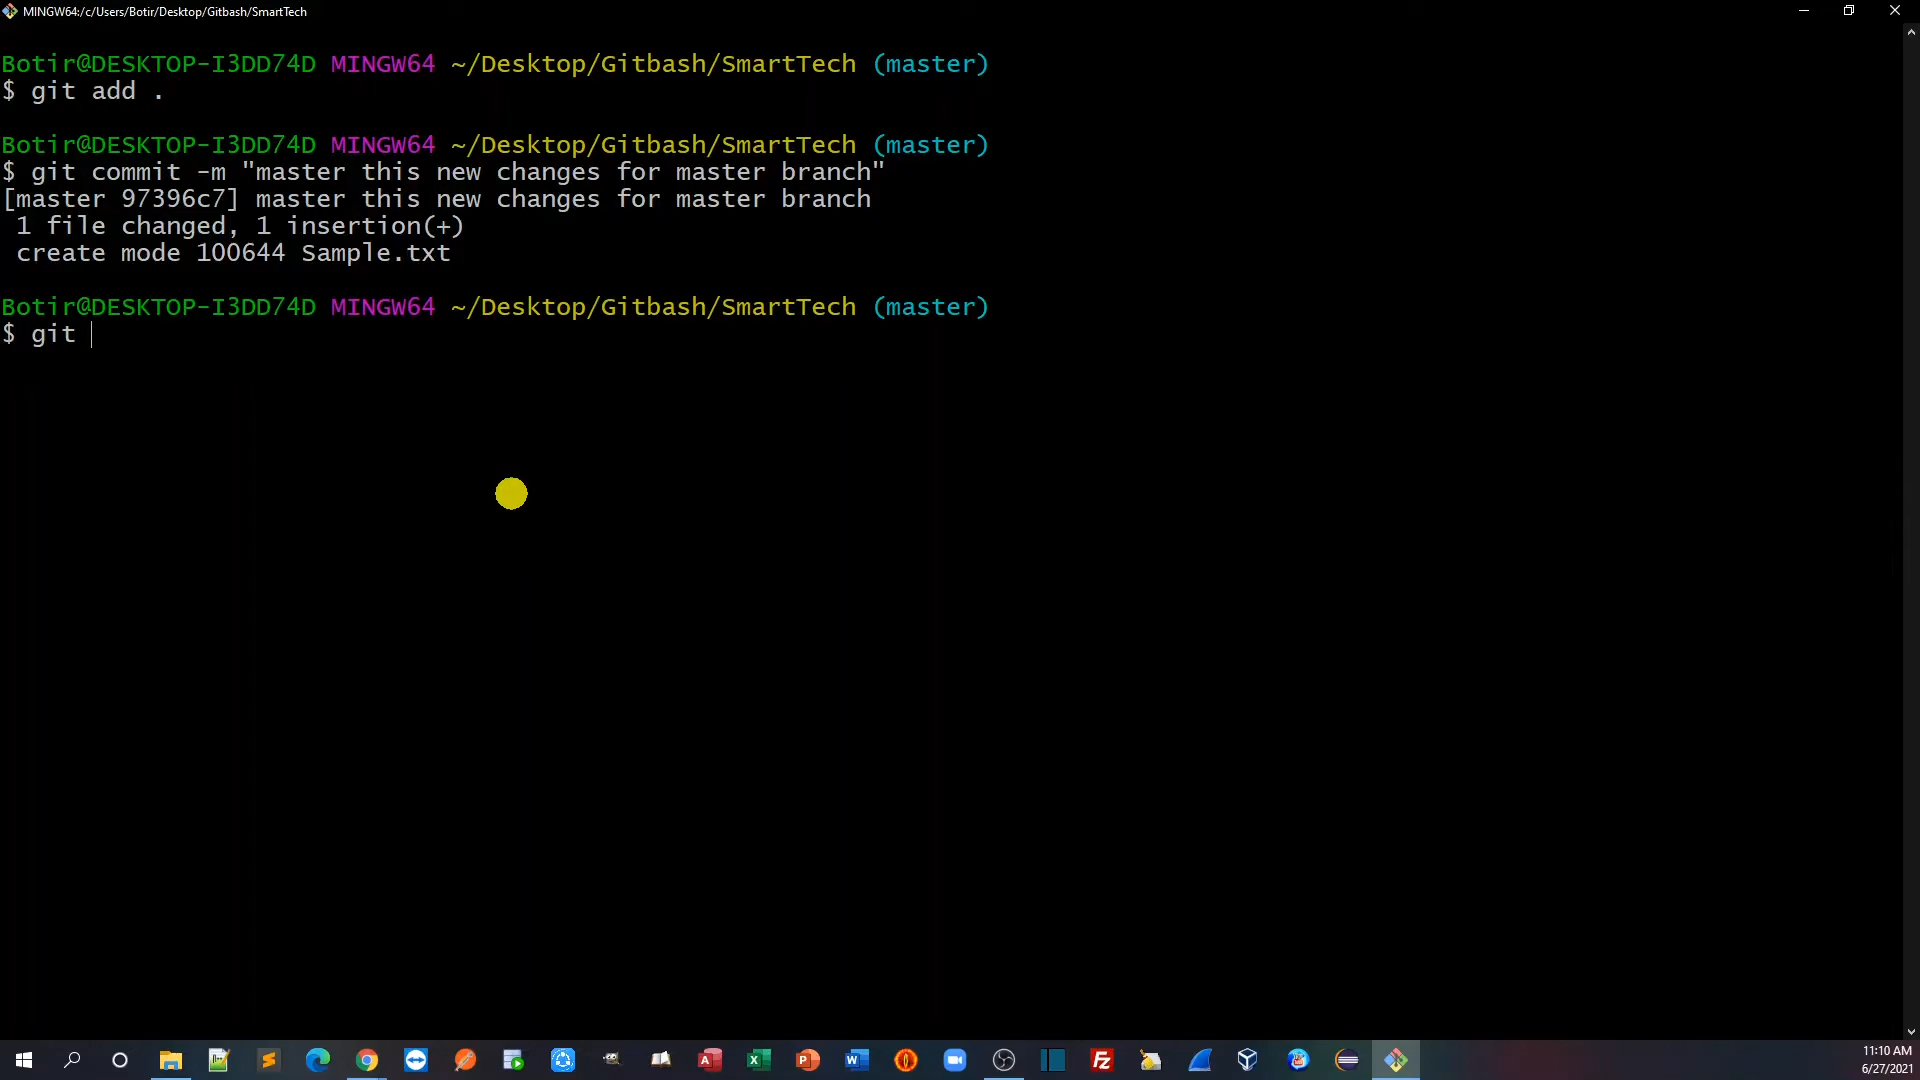 MINGW64:/c/Users/Botir/Desktop/Gitbash/SmartTech
Botir@DESKTOP-I3DD74D MINGW64 ~/Desktop/Gitbash/SmartTech (master)
$ git add .
Botir@DESKTOP-I3DD74D MINGW64 ~/Desktop/Gitbash/SmartTech (master)
$ git commit -m "master this new changes for master branch"
[master 97396c7] master this new changes for master branch
 1 file changed, 1 insertion(+)
 create mode 100644 Sample.txt
Botir@DESKTOP-I3DD74D MINGW64 ~/Desktop/Gitbash/SmartTech (master)
$ git
11:10 AM
6/27/2021